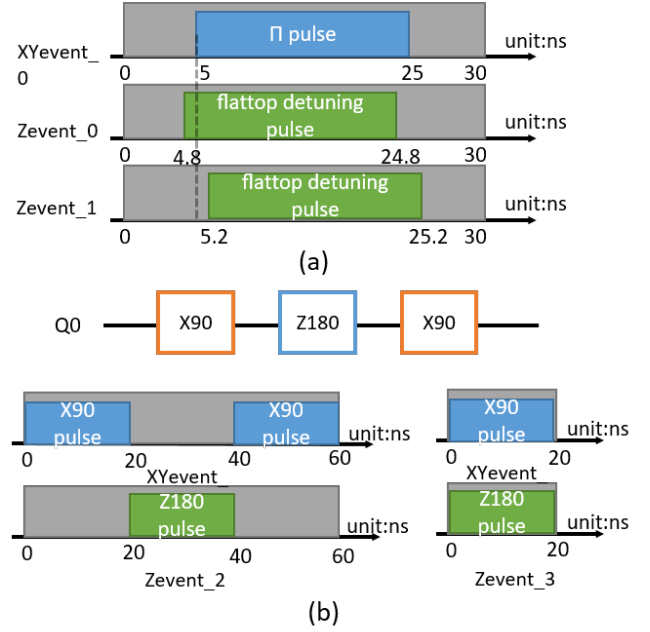 Π pulse
unit:ns
XYevent_
0
0
5
25
30
flattop detuning
pulse
unit:ns
Zevent_0
0
4.8
24.8
30
flattop detuning
pulse
unit:ns
Zevent_1
0
5.2
25.2
30
(a)
Q0
X90
Z180
X90
X90
pulse
X90
pulse
unit:ns
0
20
40
60
XYevent_
X90
pulse
unit:ns
0
20
XYevent_
Z180
pulse
unit:ns
0
20
40
60
Zevent_2
Z180
pulse
unit:ns
0
20
Zevent_3
(b)